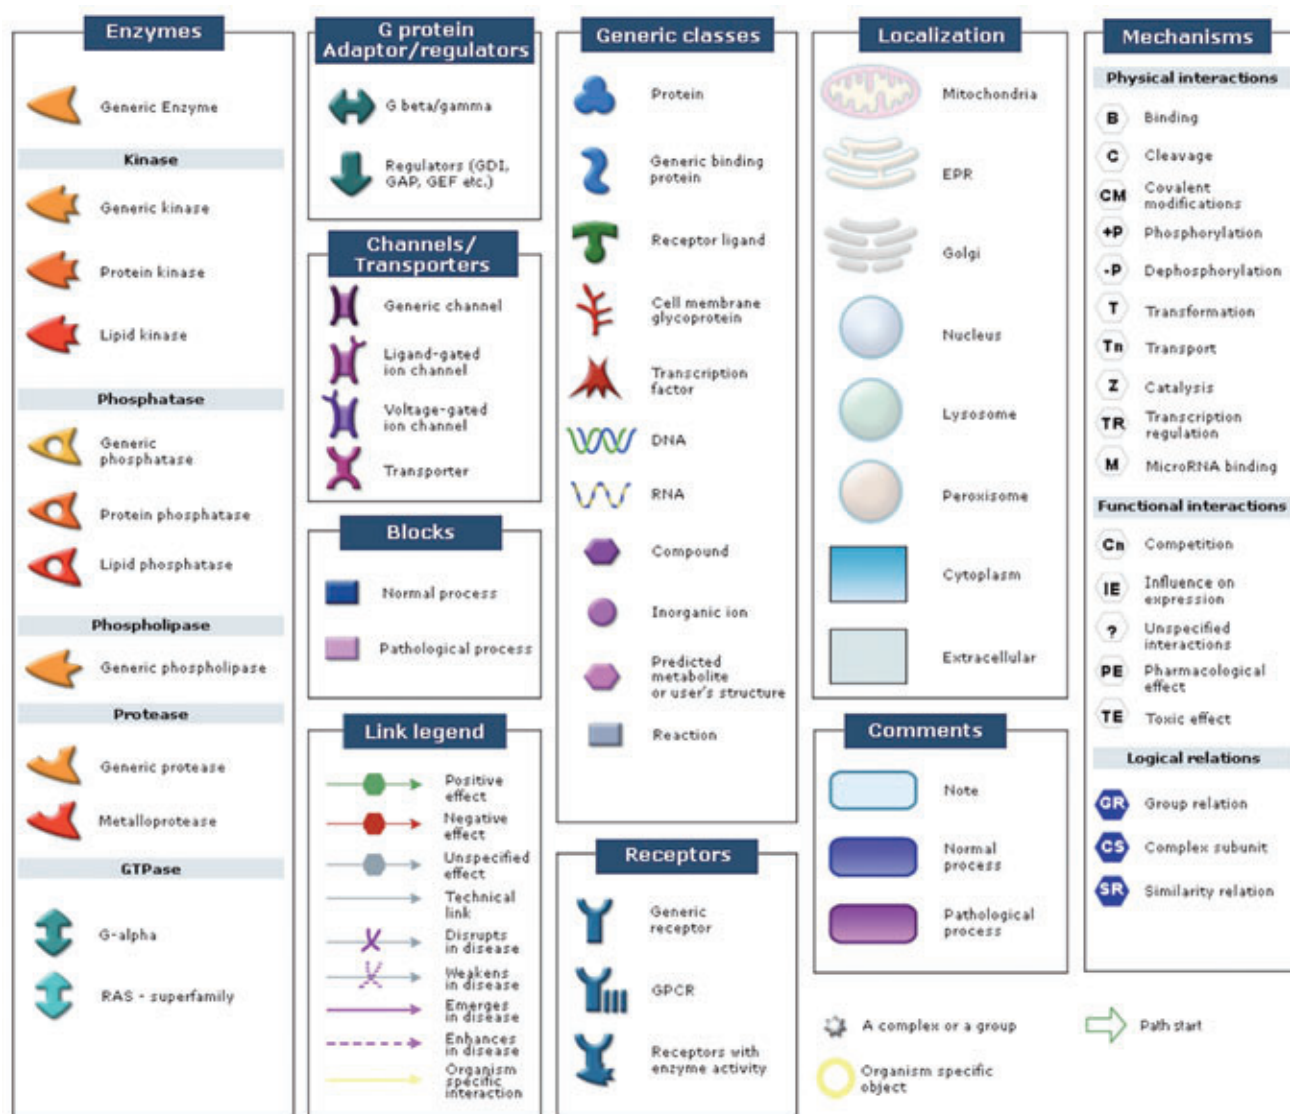 Enzymes
Generic Enzyme
Kinase
Generic kinase
Protein kinase
Lipid kinase
Phosphatase
Generic
phosphatase
Protein phosphatase
Lipid phosphatase
Phospholipase
Generic phospholipase
Protease
Generic protease
Metalloprotease
GTPase
G-alpha
RAS - superfamily
G protein
Adaptor/regulators
G beta/gamma
Regulators (GDI,
GAP, GEF etc.)
Channels/
Transporters
Generic channel
Ligand-gated
ion channel
Voltage-gated
ion channel
Transporter
Blocks
Normal process
Pathological process
Link legend
Positive
effect
Negative
effect
Unspecified
effect
Technical
link
Disrupts
in disease
Weakens
in disease
Emerges
in disease
Enhances
in disease
Organism
specific
interaction
Generic classes
Protein
Generic binding
protein
Receptor ligand
Cell membrane
glycoprotein
Transcription
factor
DNA
RNA
Compound
Inorganic ion
Predicted
metabolite
or user's structure
Reaction
Receptors
Generic
receptor
GPCR
Receptors with
enzyme activity
Localization
Mitochondria
EPR
Golgi
Nucleus
Lysosome
Peroxisome
Cytoplasm
Extracellular
Comments
Note
Normal
process
Pathological
process
A complex or a group
Organism specific
object
Mechanisms
Physical interactions
B Binding
C Cleavage
CM Covalent
modifications
+P Phosphorylation
-P Dephosphorylation
T Transformation
Tn Transport
Z Catalysis
TR Transcription
regulation
M MicroRNA binding
Functional interactions
Cn Competition
IE Influence on
expression
? Unspecified
interactions
PE Pharmacological
effect
TE Toxic effect
Logical relations
GR Group relation
CS Complex subunit
SR Similarity relation
Path start